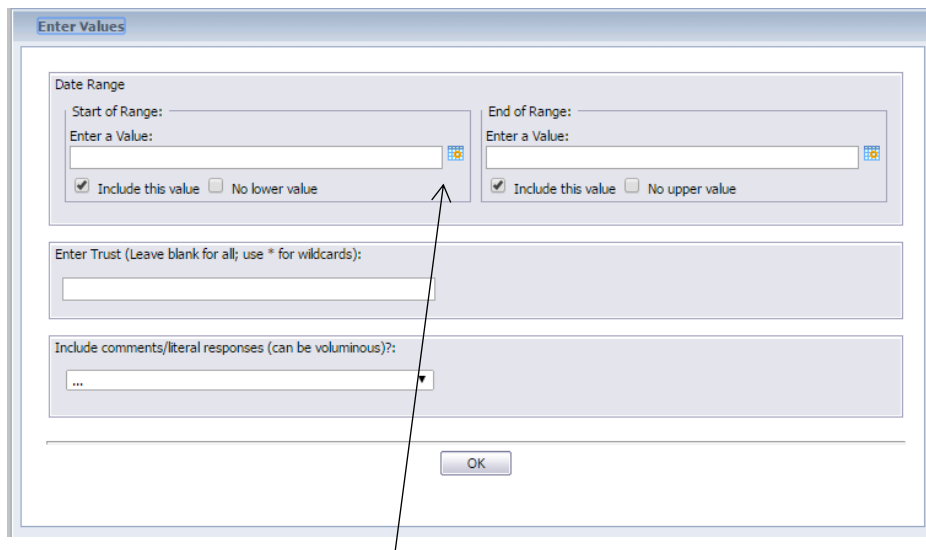 Enter Values
Date Range
Start of Range:
Enter a Value:
Include this value No lower value
End of Range:
Enter a Value:
Include this value No upper value
Enter Trust (Leave blank for all; use * for wildcards):
Include comments/literal responses (can be voluminous)?:
...
OK